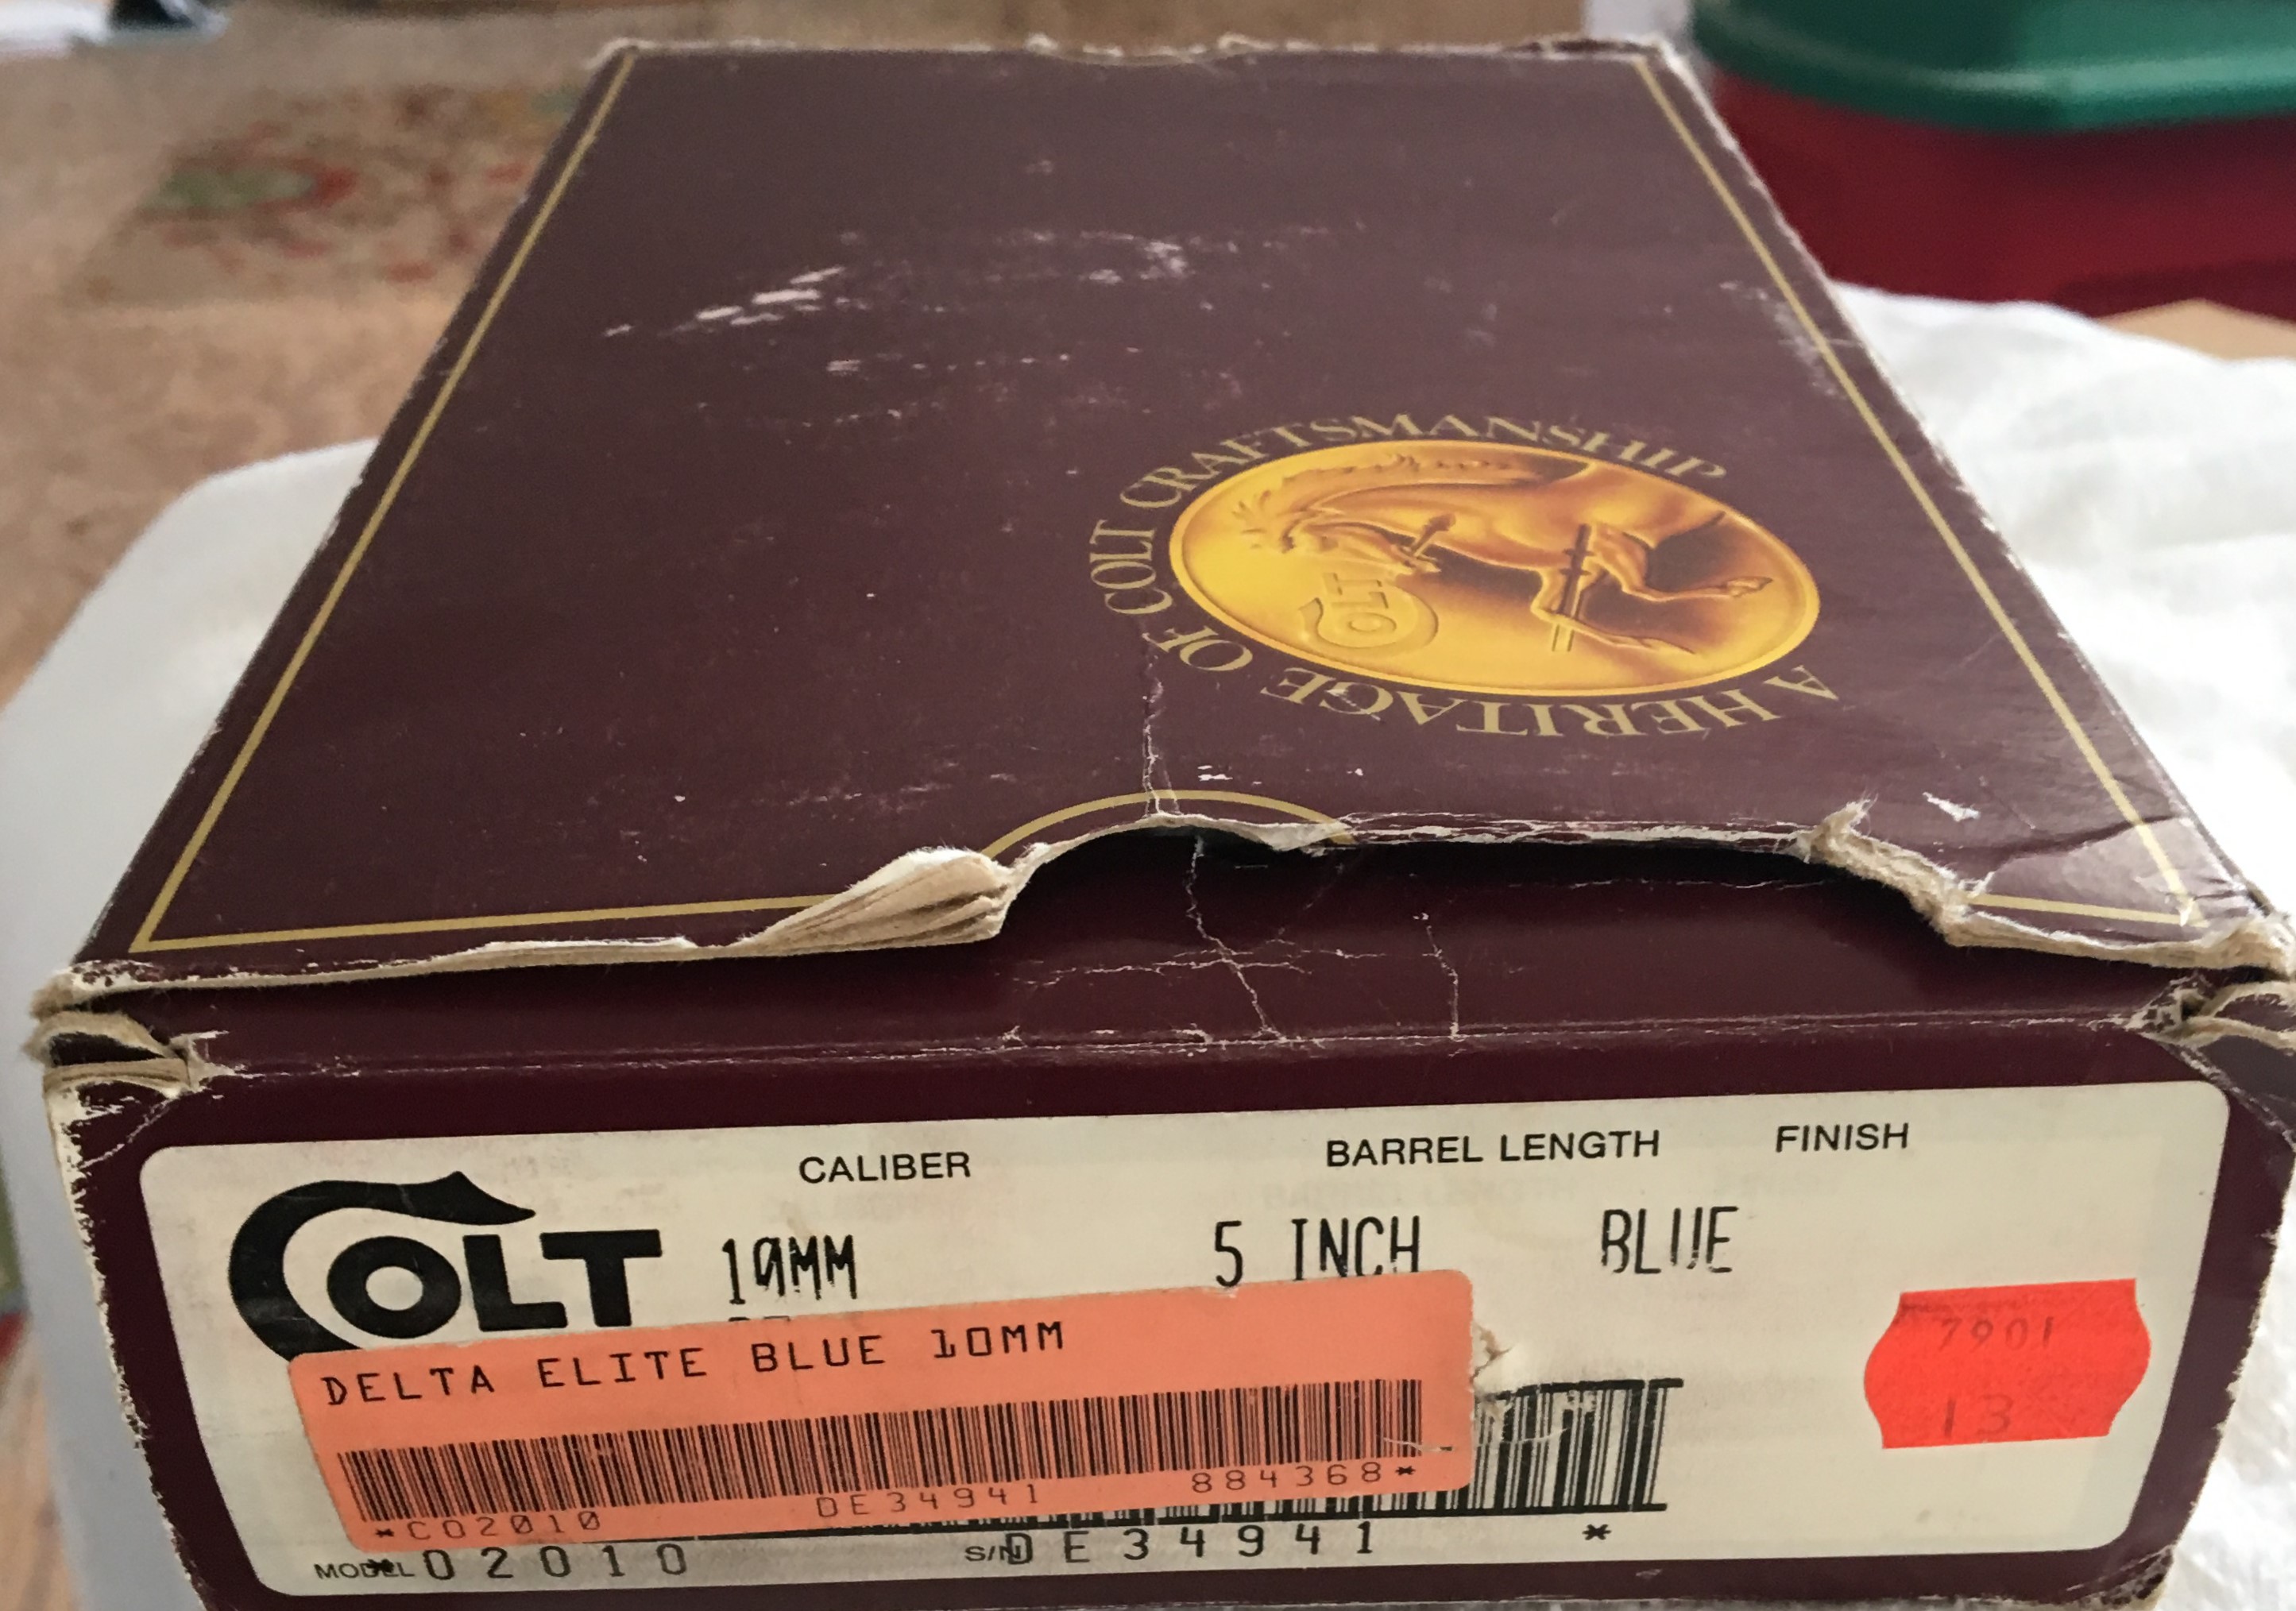 A HERITAGE OF COLT CRAFTSMANSHIP
COLT
CALIBER BARREL LENGTH FINISH
COLT 10MM 5 INCH BLUE
DELTA ELITE BLUE 10MM
7901
13
*CO2010 DE34941 884368*
MODEL *02010 S/N DE34941 *